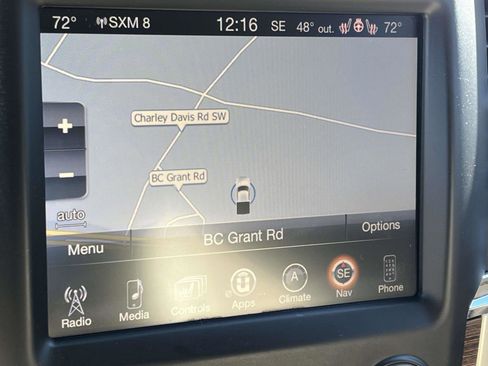 72° SXM 8 12:16 SE 48° out. 72°
Charley Davis Rd SW
+
BC Grant Rd
−
auto
Menu BC Grant Rd Options
Radio Media Controls Apps A Climate SE Nav Phone